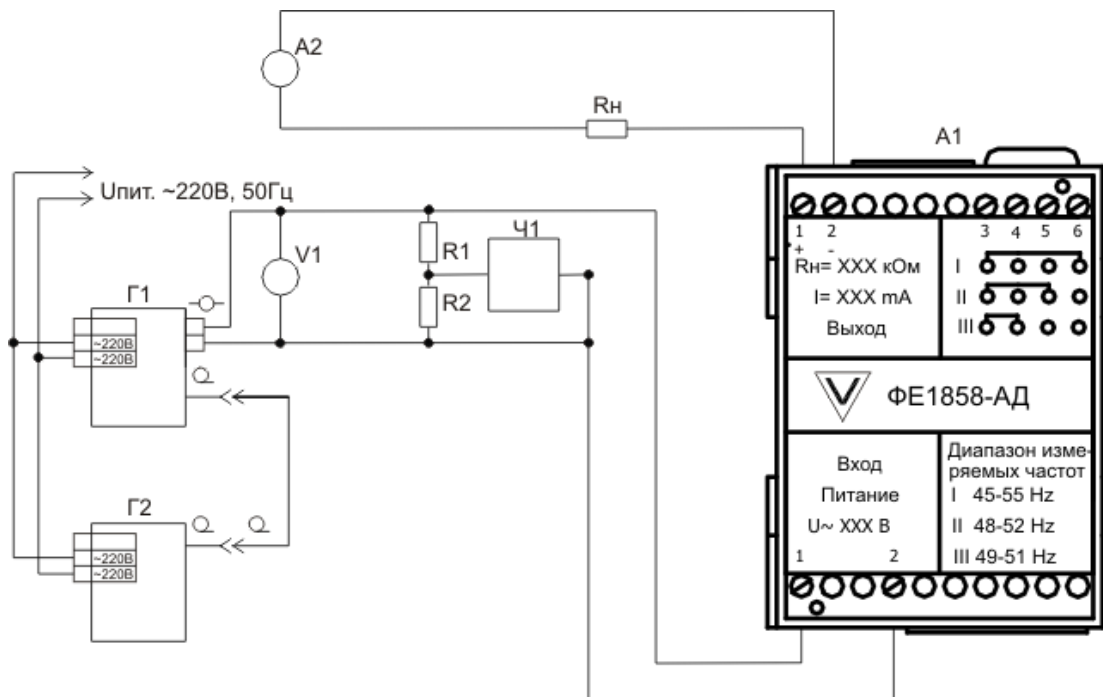 A2
Rн
A1
Uпит. ~220В, 50Гц
V1
R1
Ч1
R2
Г1
~220В
~220В
Г2
~220В
~220В
1 2 3 4 5 6
+ -
Rн= XXX кОм
I= XXX mA
Выход
I
II
III
V
ФЕ1858-АД
Вход
Питание
U~ XXX В
1 2
Диапазон изме-
ряемых частот
I 45-55 Hz
II 48-52 Hz
III 49-51 Hz